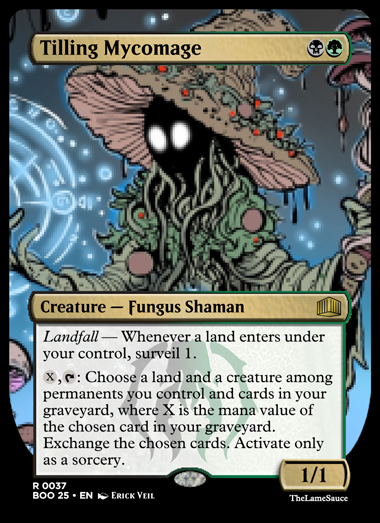 Tilling Mycomage
Creature — Fungus Shaman
Landfall — Whenever a land enters under
your control, surveil 1.
X, : Choose a land and a creature among
permanents you control and cards in your
graveyard, where X is the mana value of
the chosen card in your graveyard.
Exchange the chosen cards. Activate only
as a sorcery.
1/1
R 0037
BOO 25 • EN Erick Veil
TheLameSauce